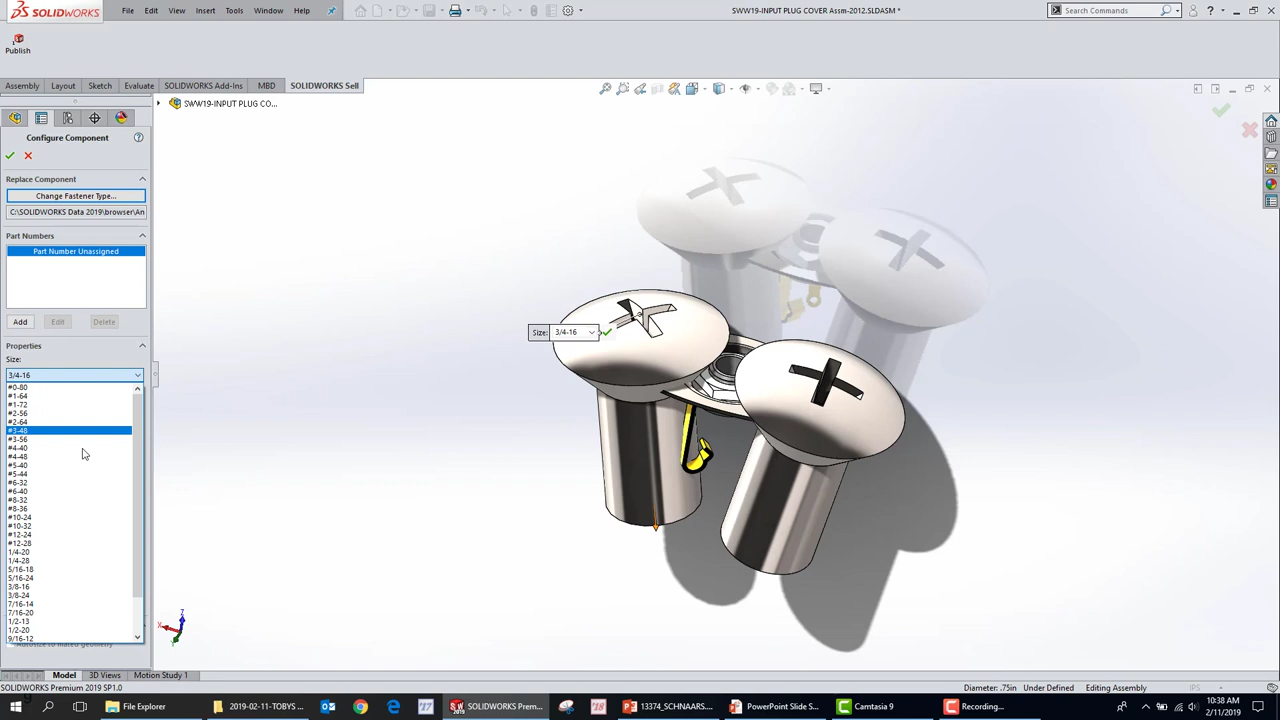 SOLIDWORKS File Edit View Insert Tools Window Help SWW19-INPUT PLUG COVER Assm-2012.SLDASM * Search Commands
Publish
Assembly Layout Sketch Evaluate SOLIDWORKS Add-Ins MBD SOLIDWORKS Sell
SWW19-INPUT PLUG CO...
Configure Component
Replace Component
Change Fastener Type...
C:\SOLIDWORKS Data 2019\browser\An
Part Numbers
Part Number Unassigned
Add Edit Delete
Properties
Size:
3/4-16
#0-80
#1-64
#1-72
#2-56
#2-64
#3-48
#3-56
#4-40
#4-48
#5-40
#5-44
#6-32
#6-40
#8-32
#8-36
#10-24
#10-32
#12-24
#12-28
1/4-20
1/4-28
5/16-18
5/16-24
3/8-16
3/8-24
7/16-14
7/16-20
1/2-13
1/2-20
9/16-12
Autosize to mated geometry
Size: 3/4-16
Z
X
Y
Model 3D Views Motion Study 1
SOLIDWORKS Premium 2019 SP1.0 Diameter: .75in Under Defined Editing Assembly IPS
File Explorer 2019-02-11-TOBYS ... '17 SOLIDWORKS Prem... '18 13374_SCHNAARS... PowerPoint Slide S... Camtasia 9 Recording... 10:38 AM
2/11/2019